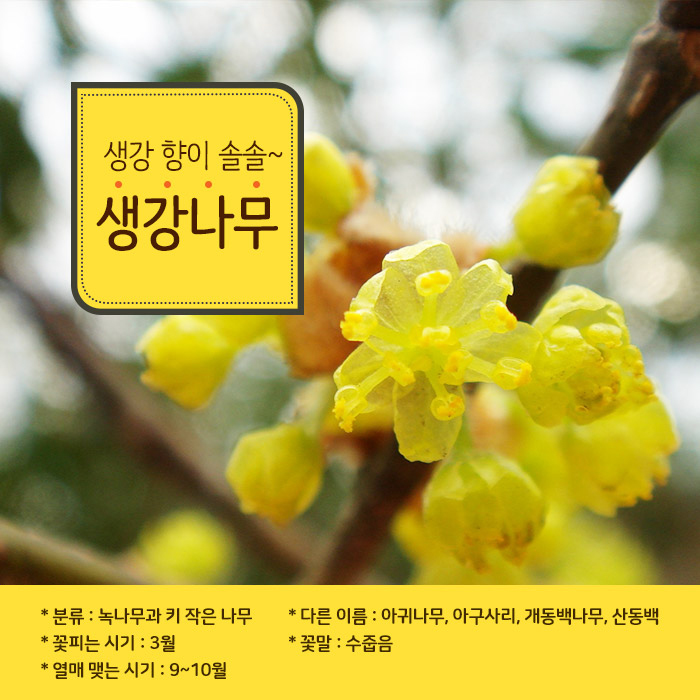 생강 향이 솔솔~
생강나무
* 분류 : 녹나무과 키 작은 나무
* 꽃피는 시기 : 3월
* 열매 맺는 시기 : 9~10월
* 다른 이름 : 아귀나무, 아구사리, 개동백나무, 산동백
* 꽃말 : 수줍음